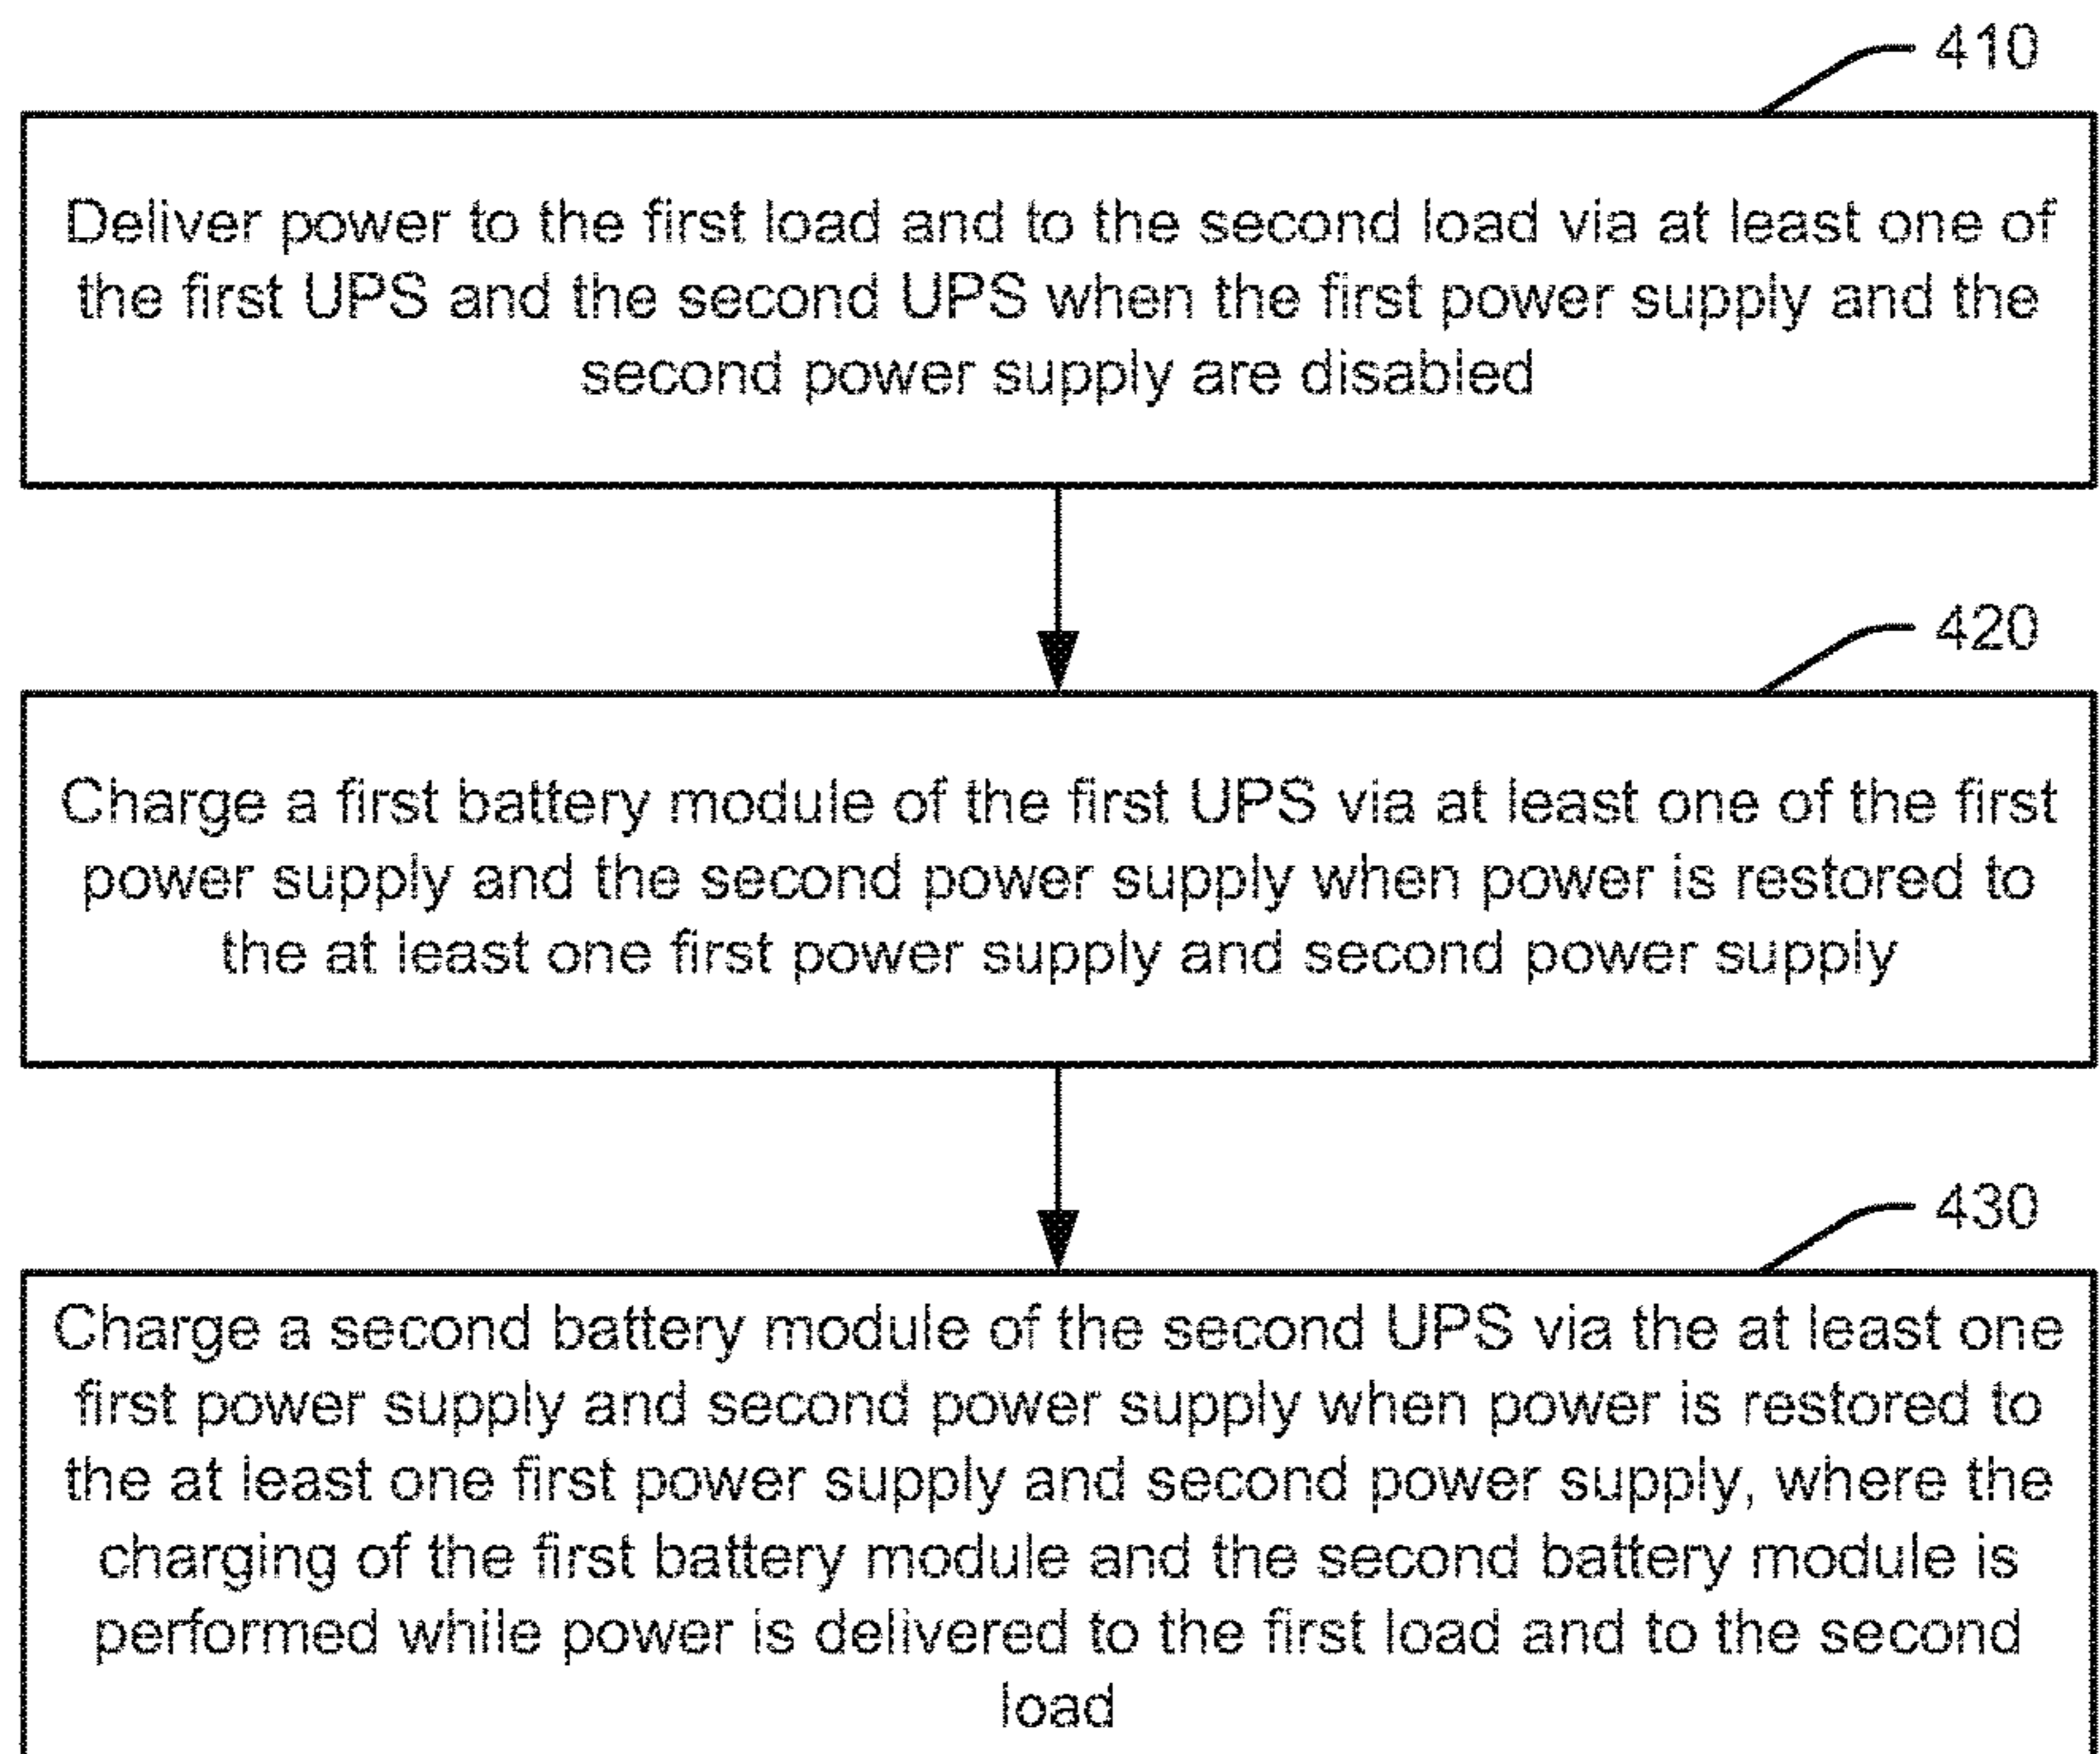 410
Deliver power to the first load and to the second load via at least one of
the first UPS and the second UPS when the first power supply and the
second power supply are disabled
420
Charge a first battery module of the first UPS via at least one of the first
power supply and the second power supply when power is restored to
the at least one first power supply and second power supply
430
Charge a second battery module of the second UPS via the at least one
first power supply and second power supply when power is restored to
the at least one first power supply and second power supply, where the
charging of the first battery module and the second battery module is
performed while power is delivered to the first load and to the second
load